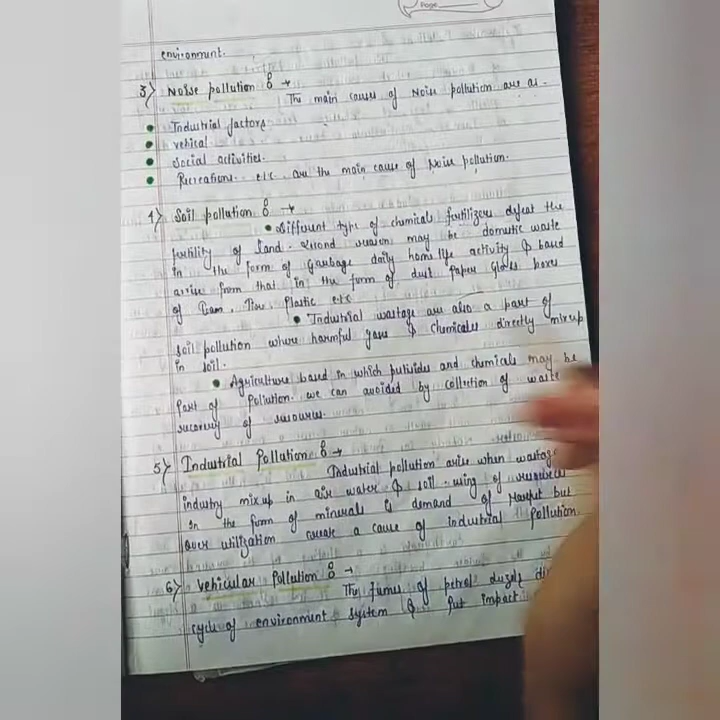 Page
environment.
3) Noise pollution :→
The main causes of Noise pollution are as.
• Industrial factors
• vehical
• Social activities.
• Recreations. etc. are the main cause of Noise pollution.
4) Soil pollution :→
• Different type of chemicals fertilizers defeat the
fertility of land. second reason may be domestic waste
in the form of Garbage daily home life activity & based
arise from that in the form of dust Paper Glass boxes
of Tin, Plastic etc
• Industrial wastage are also a part of
soil pollution where harmful gase & chemicales directly mixup
in soil.
• Agriculture based in which pesticides and chemicals may be
part of pollution. we can avoided by collection of waste
recovery of resources.
5) Industrial Pollution :→
Industrial pollution arise when wastage
industry mix up in air water & soil. using of resources
in the form of minerals is demand of Market but
over utilization create a cause of industrial Pollution.
6) Vehicular Pollution :→
The fumes of petrol
cycle of environment system & put impact